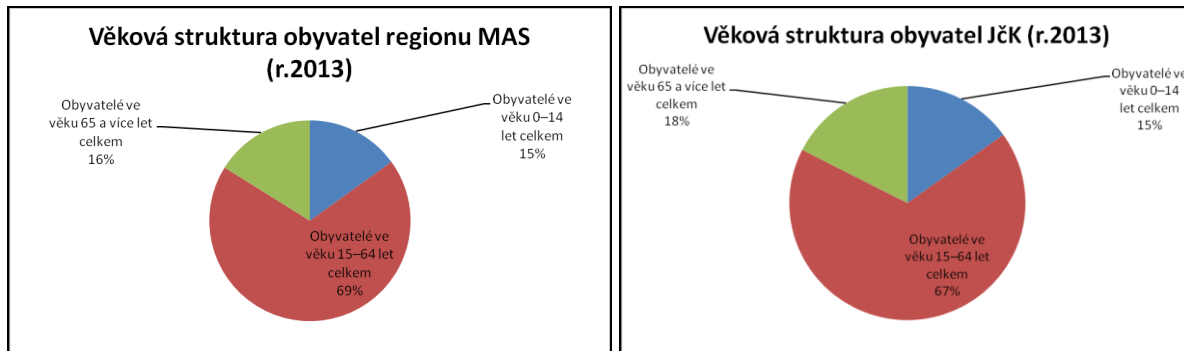 Věková struktura obyvatel regionu MAS
(r.2013)
Obyvatelé ve
věku 65 a více let
celkem
16%
Obyvatelé ve
věku 0–14
let celkem
15%
Obyvatelé ve
věku 15–64 let
celkem
69%
Věková struktura obyvatel JčK (r.2013)
Obyvatelé ve
věku 65 a více let
celkem
18%
Obyvatelé ve
věku 0–14
let celkem
15%
Obyvatelé ve
věku 15–64 let
celkem
67%